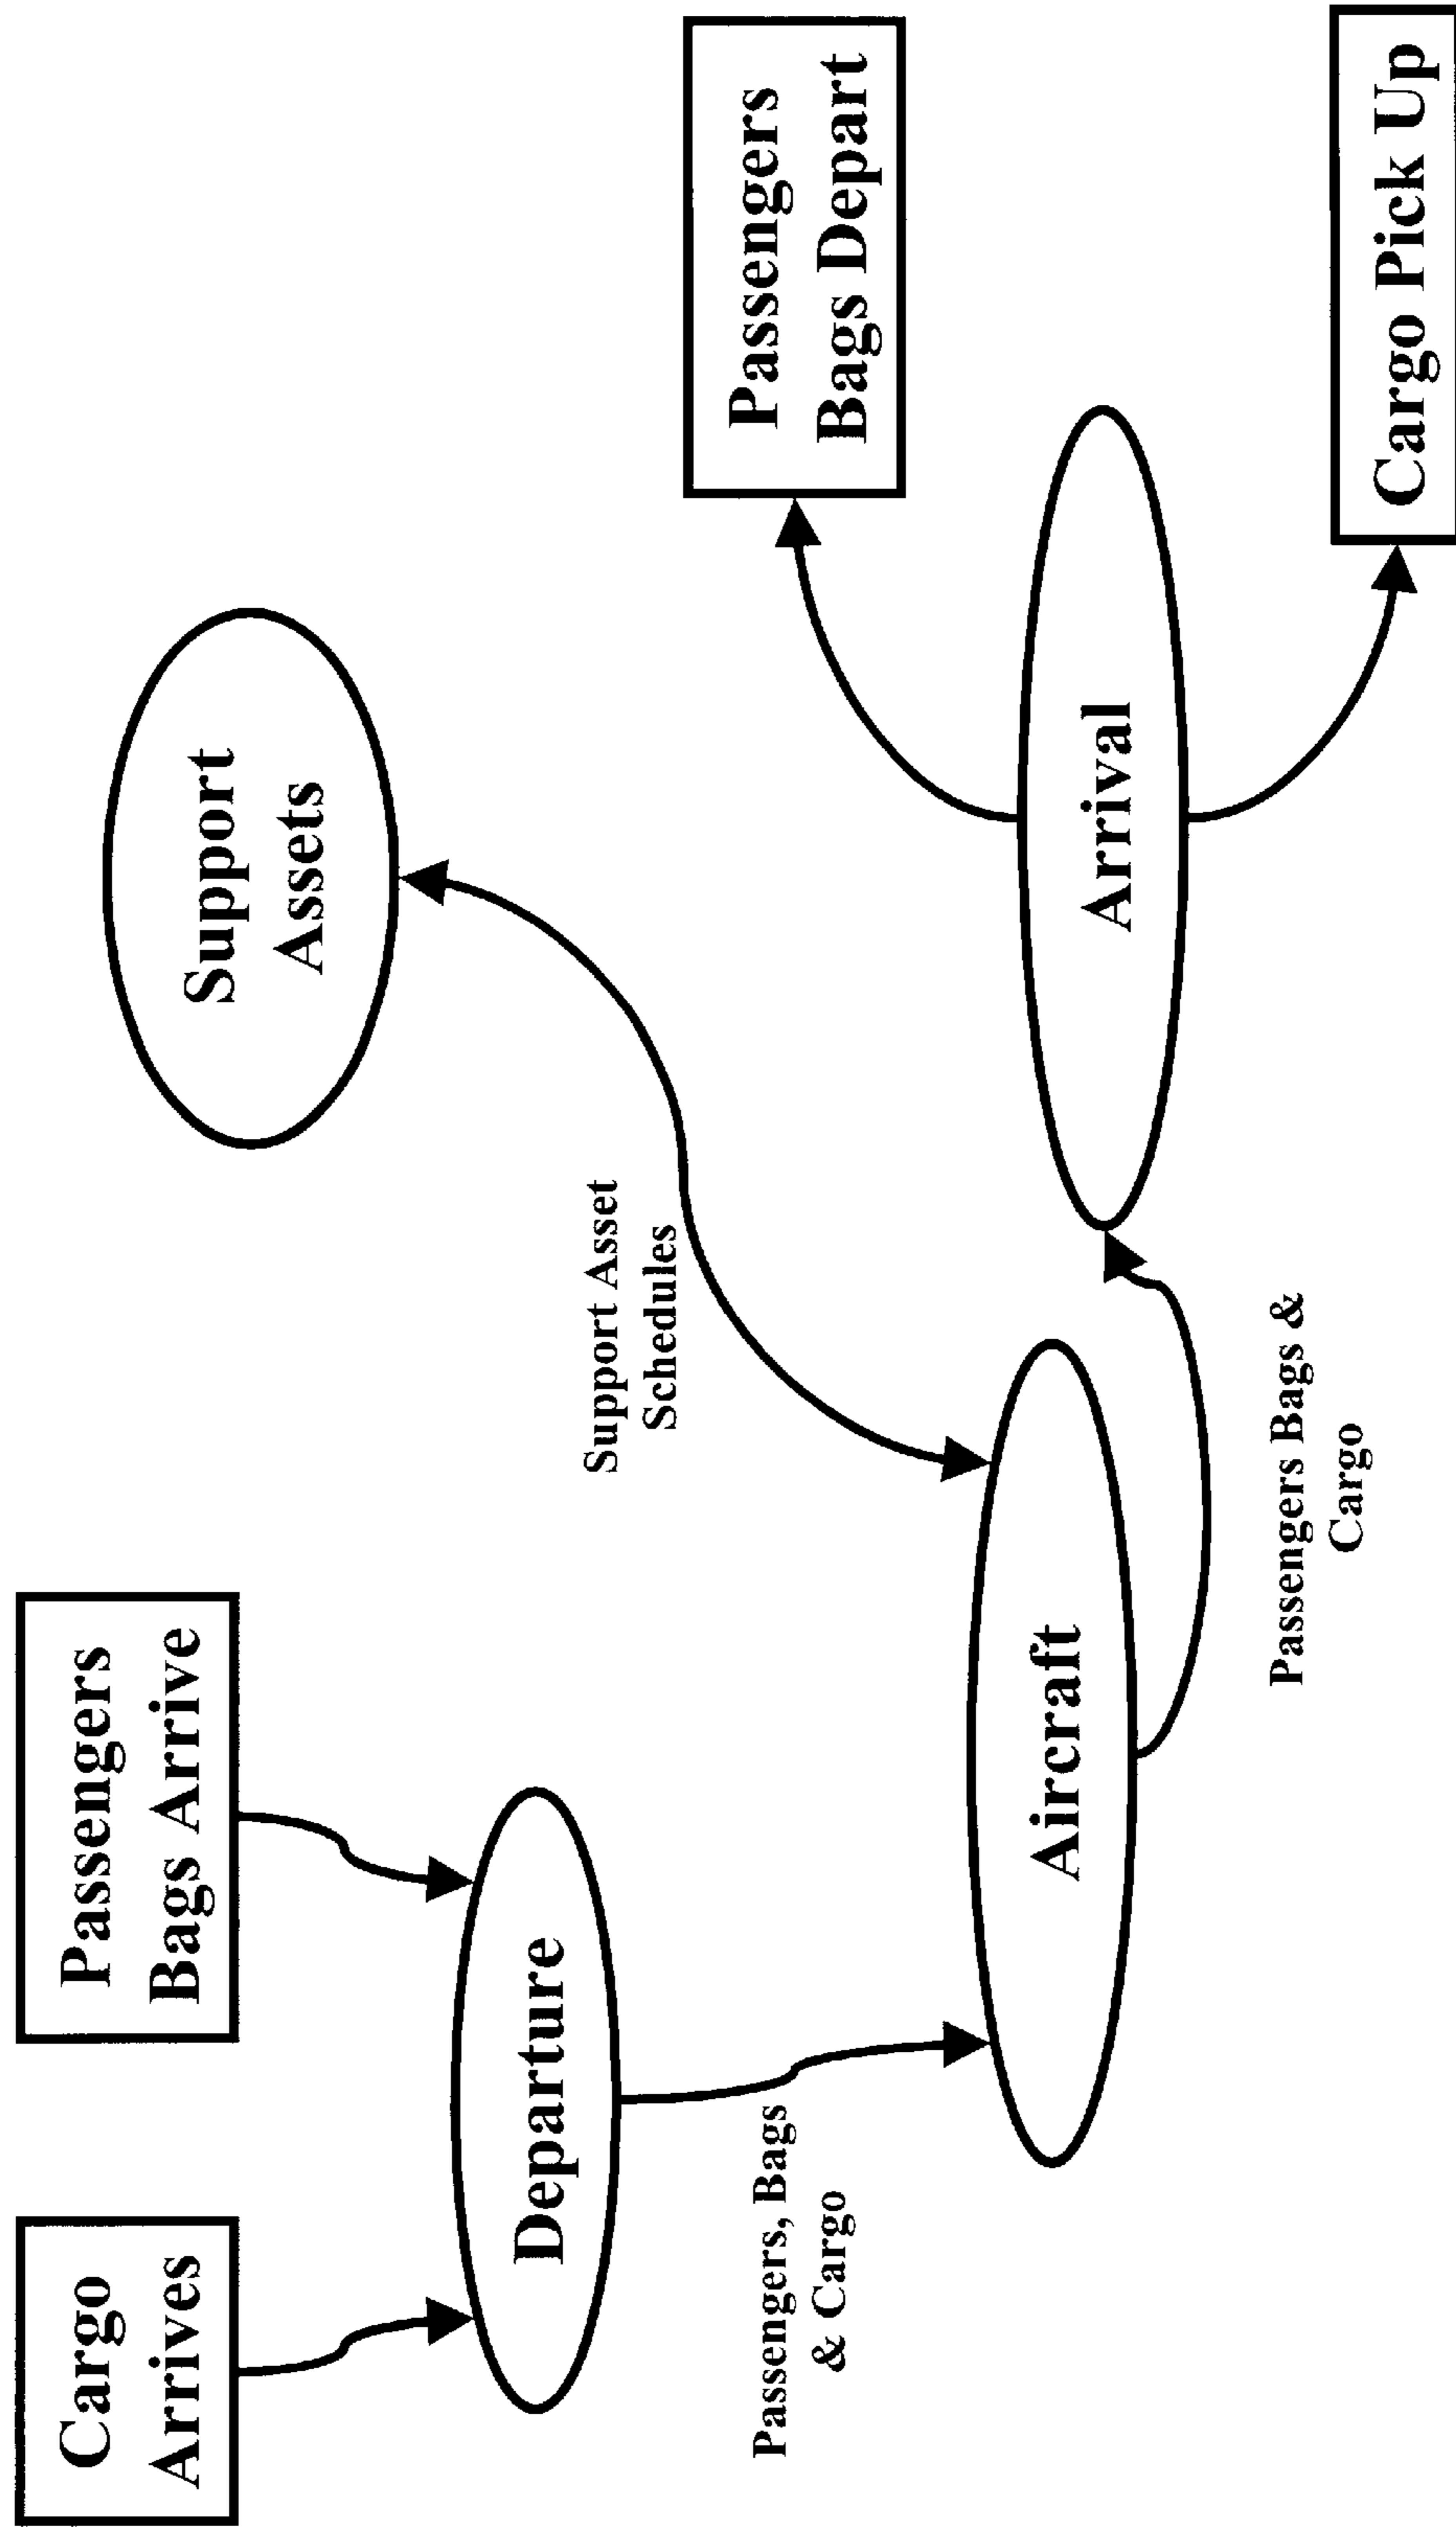 Cargo
Arrives
Passengers
Bags Arrive
Departure
Support
Assets
Support Asset
Schedules
Passengers, Bags
& Cargo
Passengers
Bags Depart
Aircraft
Arrival
Passengers Bags &
Cargo
Cargo Pick Up